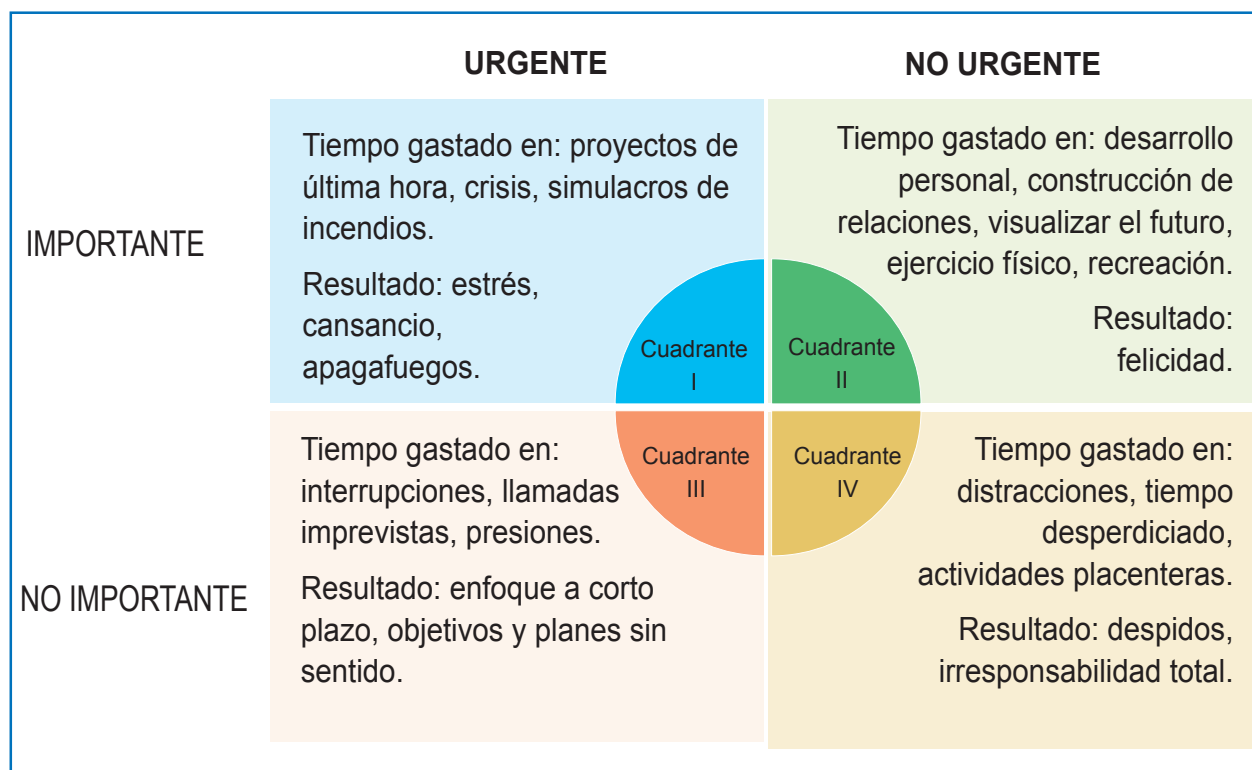 URGENTE
NO URGENTE
IMPORTANTE
Tiempo gastado en: proyectos de
última hora, crisis, simulacros de
incendios.
Resultado: estrés,
cansancio,
apagafuegos.
Cuadrante
I
Tiempo gastado en: desarrollo
personal, construcción de
relaciones, visualizar el futuro,
ejercicio físico, recreación.
Resultado:
felicidad.
Cuadrante
II
NO IMPORTANTE
Tiempo gastado en:
interrupciones, llamadas
imprevistas, presiones.
Resultado: enfoque a corto
plazo, objetivos y planes sin
sentido.
Cuadrante
III
Tiempo gastado en:
distracciones, tiempo
desperdiciado,
actividades placenteras.
Resultado: despidos,
irresponsabilidad total.
Cuadrante
IV